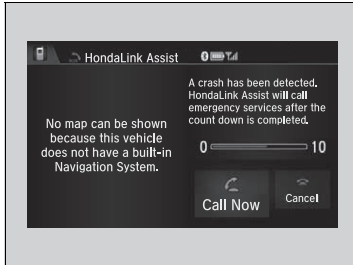 HondaLink Assist
No map can be shown
because this vehicle
does not have a built-in
Navigation System.
A crash has been detected.
HondaLink Assist will call
emergency services after the
count down is completed.
0 10
Call Now
Cancel